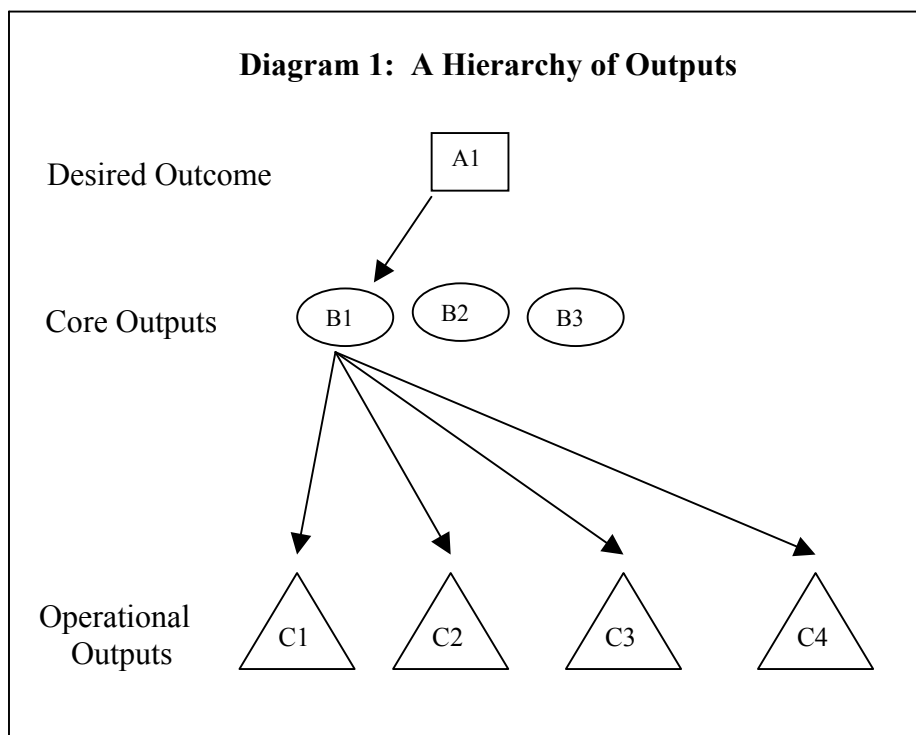 Diagram 1:  A Hierarchy of Outputs
A1
Desired Outcome
Core Outputs
B1
B2
B3
Operational
Outputs
C1
C2
C3
C4